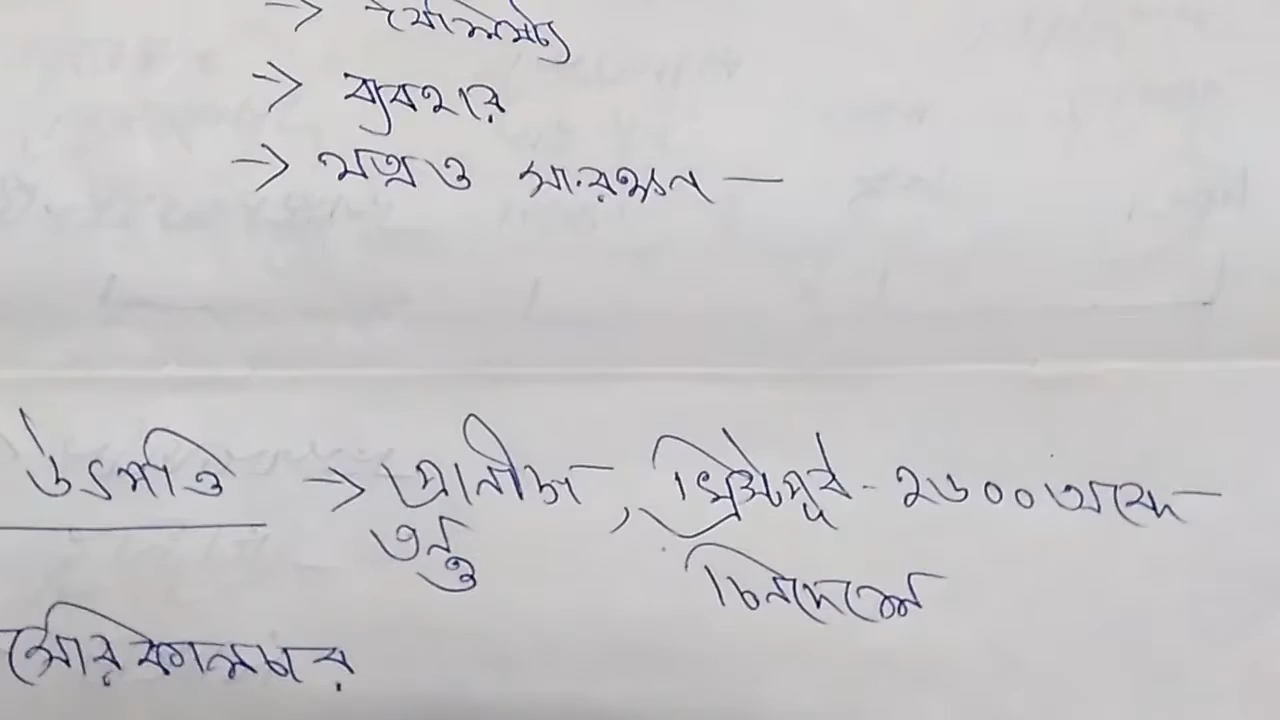 → বৈশিষ্ট্য
→ ব্যবহার
→ যত্ন ও সংরক্ষণ —
উৎপত্তি → প্রানীজ , খ্রিষ্টপূর্ব - ২৬০০ অব্দে —
তন্তু
চিনদেশে
সেরিকালচার